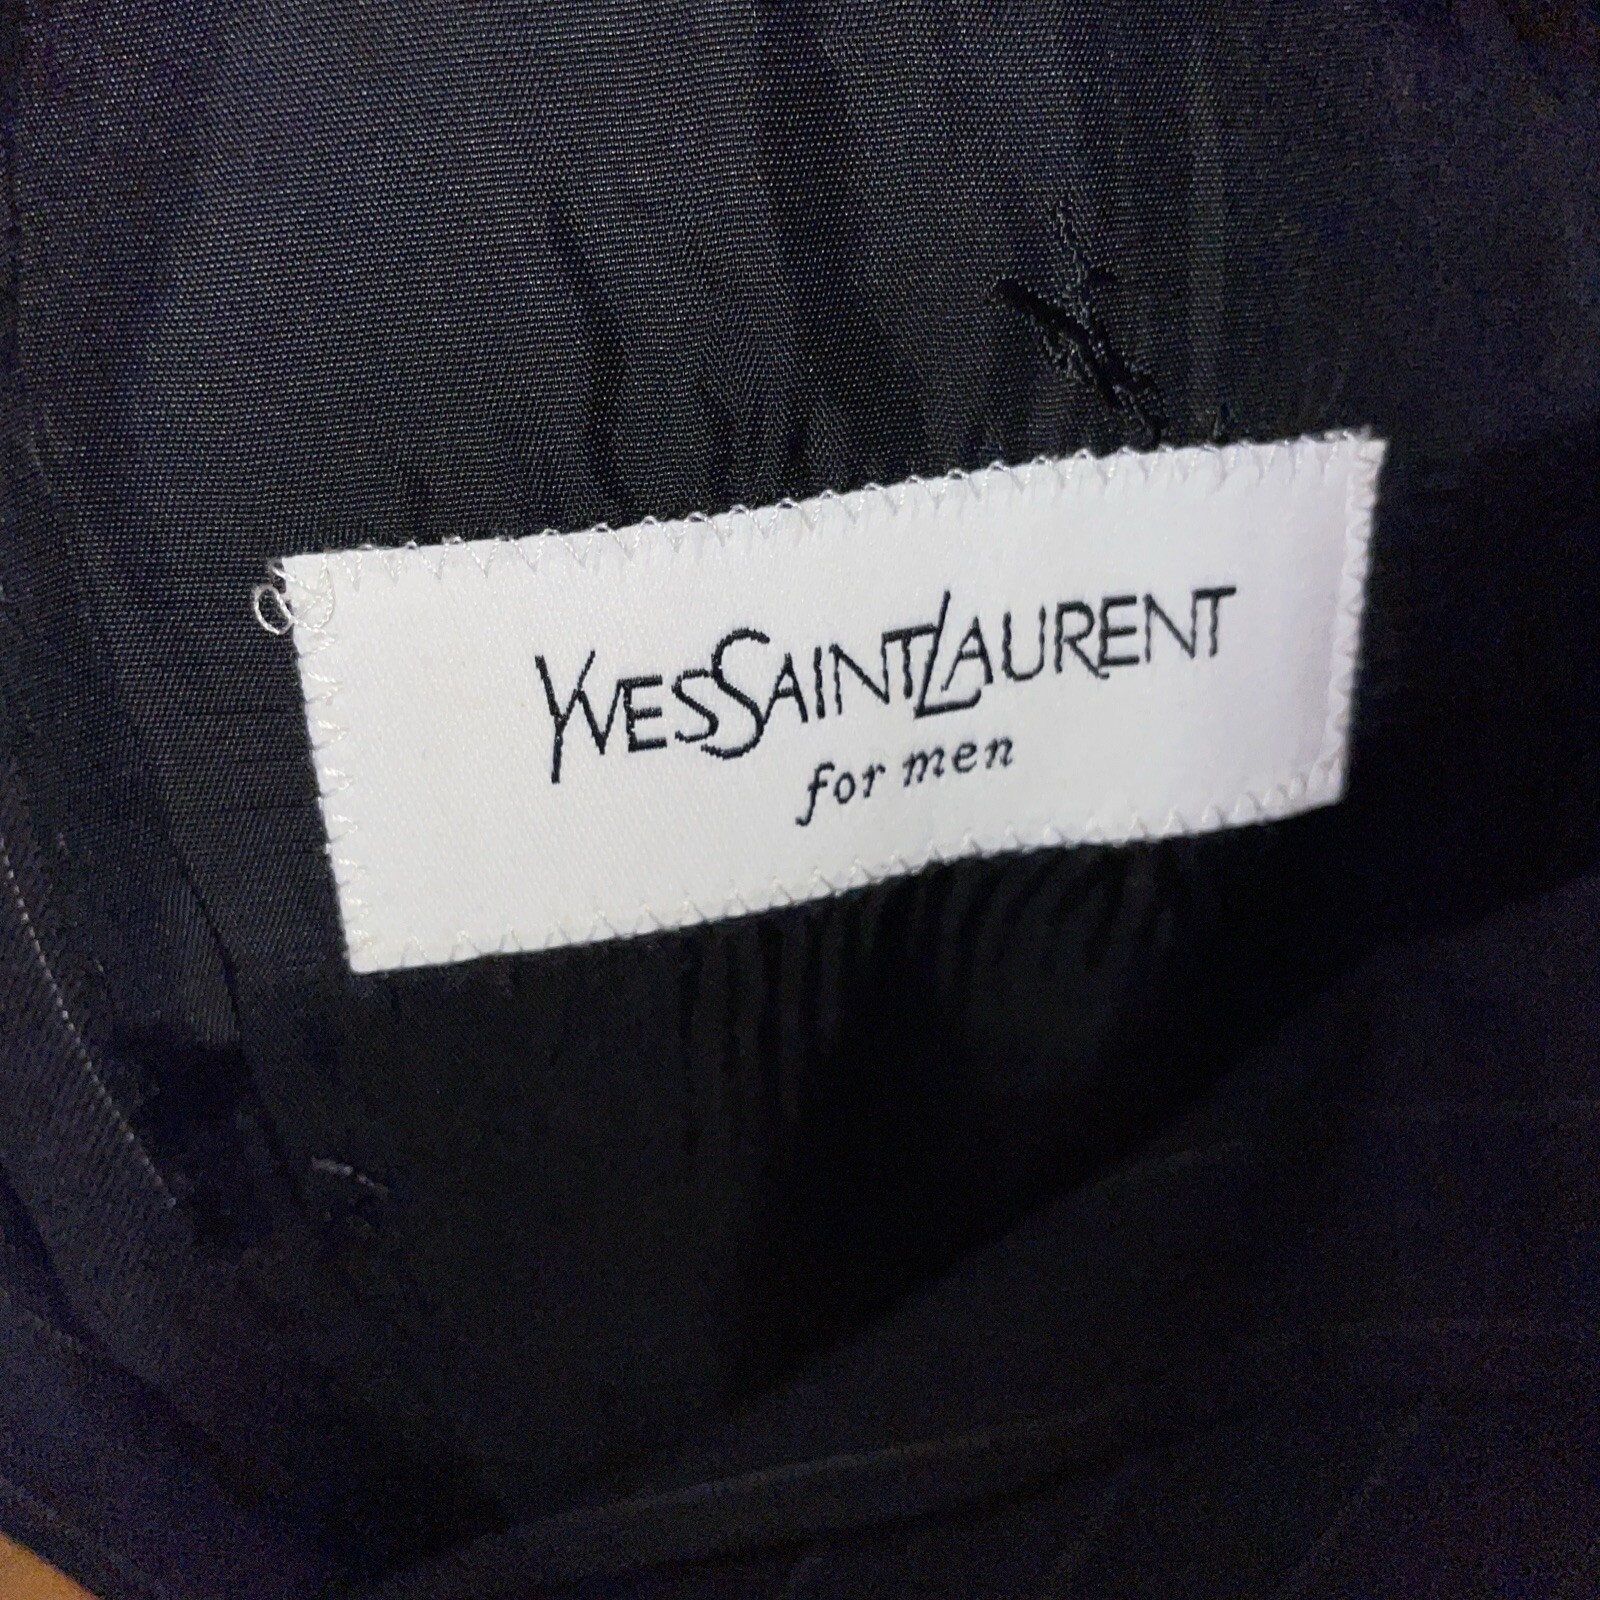 YVESSAINTLAURENT
for men